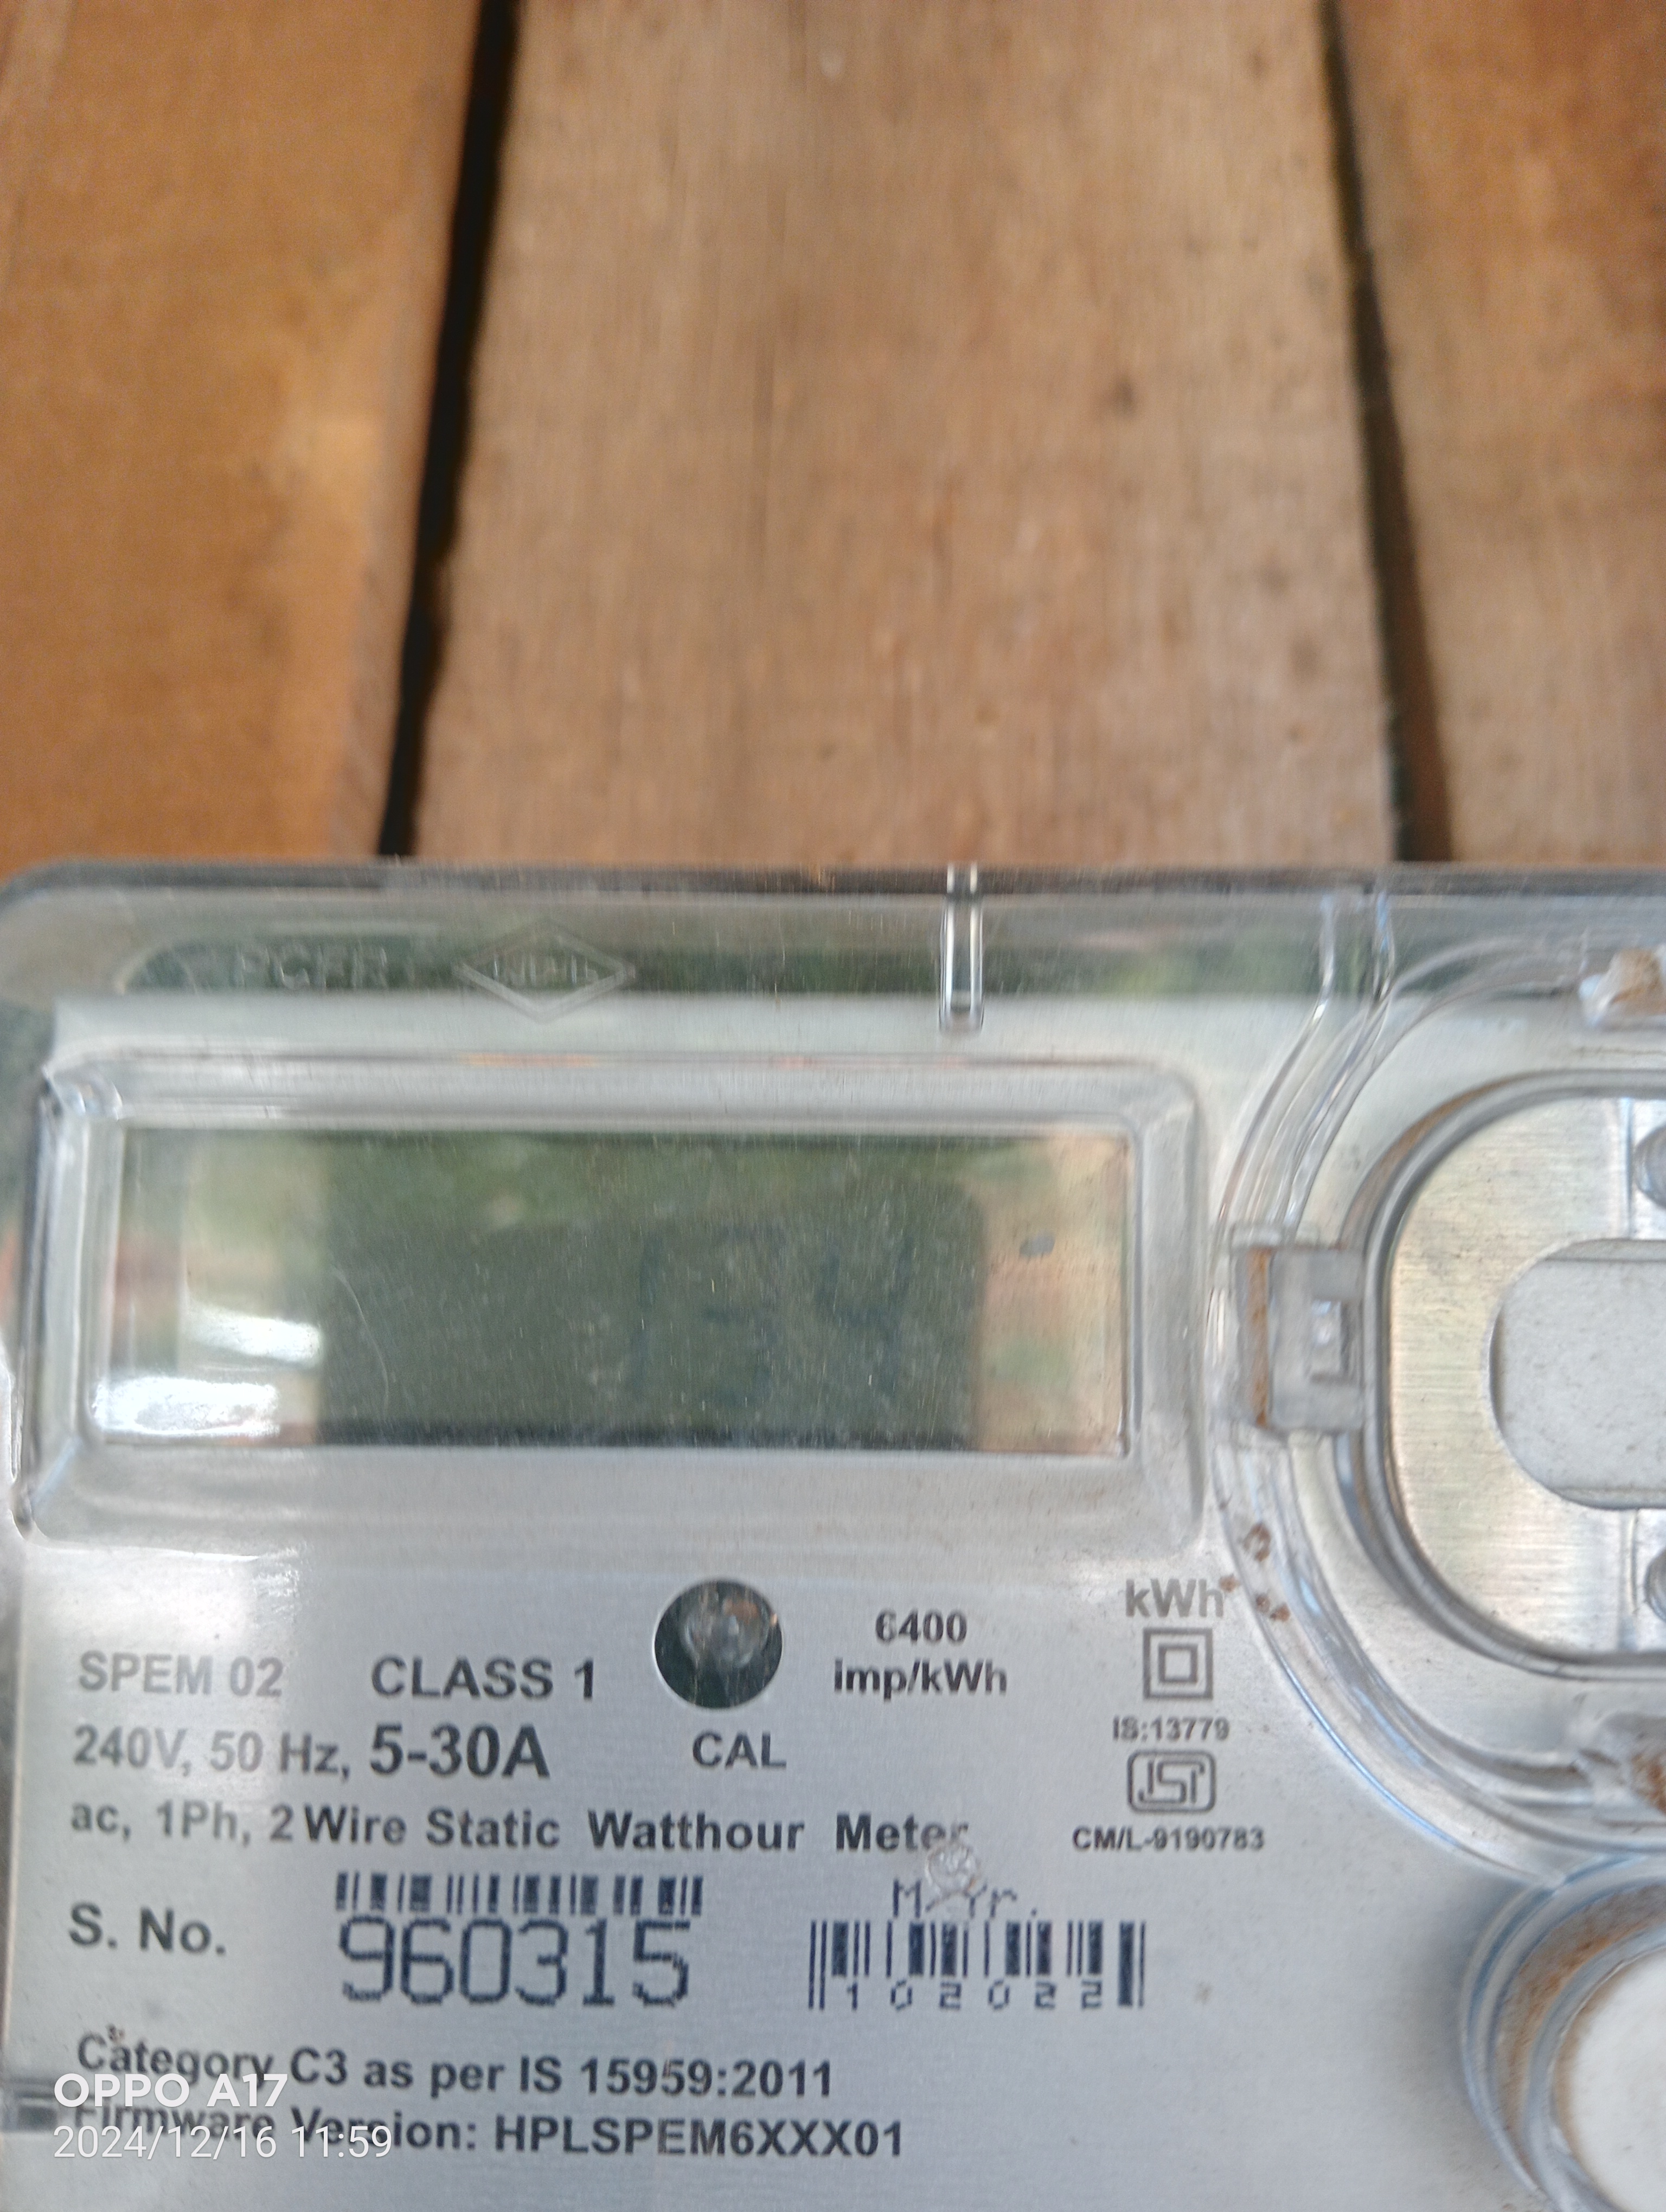 HPL
SPEM 02 CLASS 1
CAL
6400
imp/kWh
kWh
IS:13779
CM/L-9190783
240V, 50 Hz, 5-30A
ac, 1Ph, 2 Wire Static Watthour Meter
S. No.
960315
Yr.
102022
Category C3 as per IS 15959:2011
Firmware Version: HPLSPEM6XXX01
OPPO A17
2024/12/16 11:59